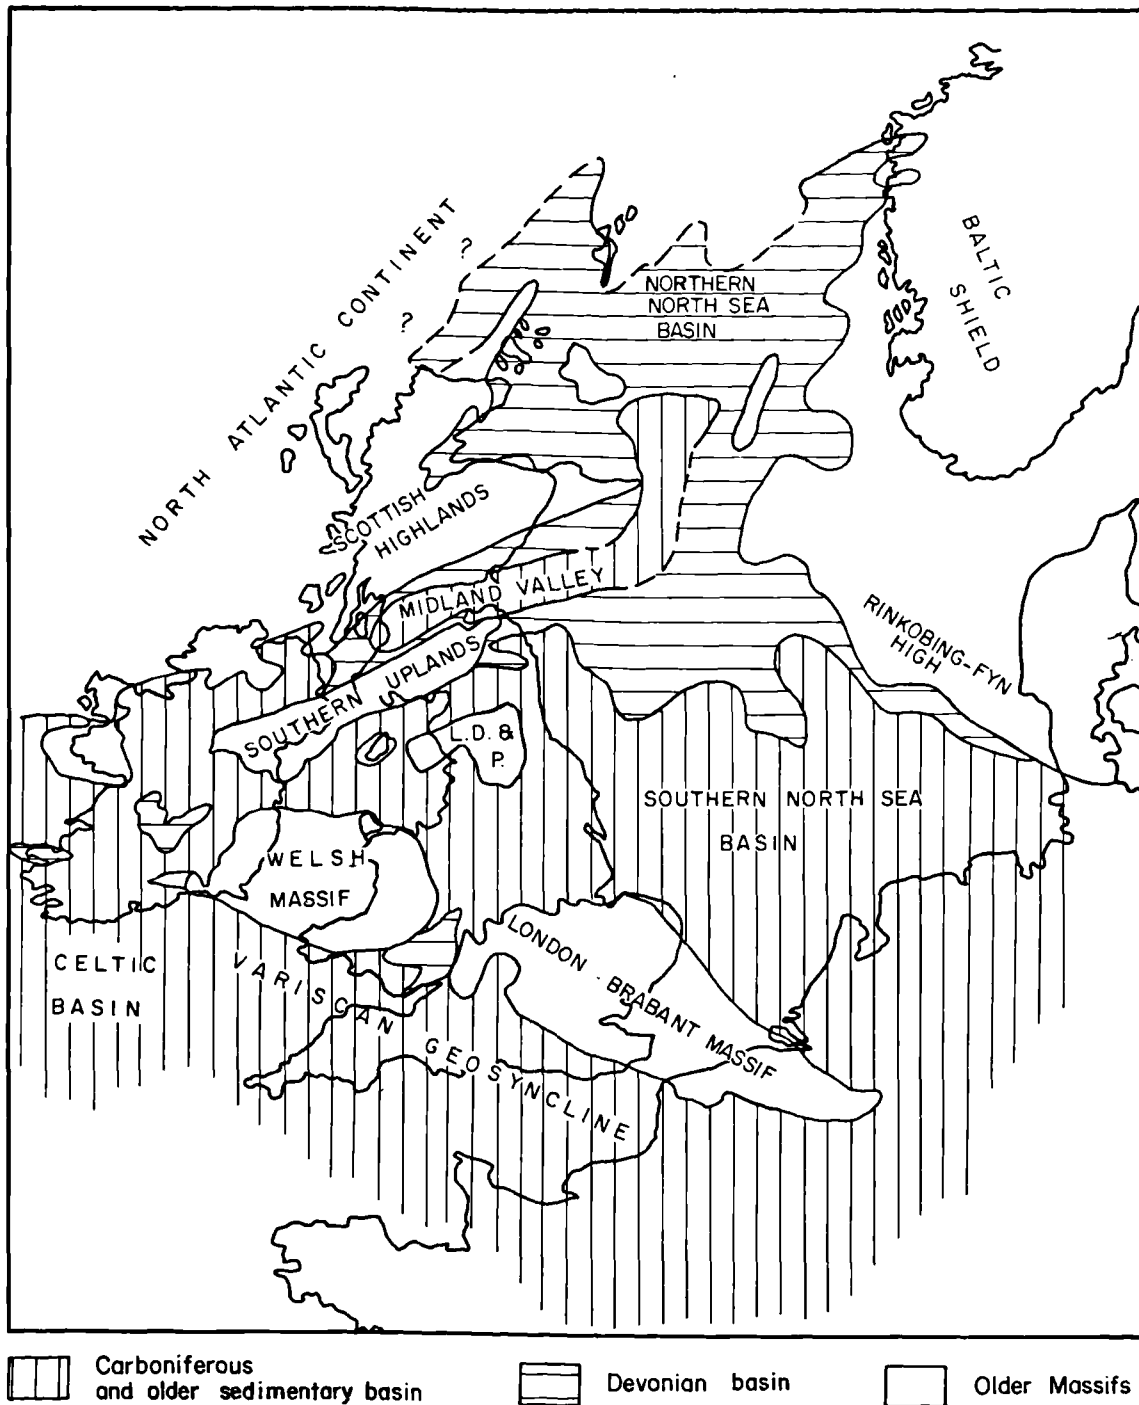 NORTH ATLANTIC CONTINENT
?
?
BALTIC
SHIELD
NORTHERN
NORTH SEA
BASIN
SCOTTISH
HIGHLANDS
MIDLAND VALLEY
RINKOBING-FYN
HIGH
SOUTHERN UPLANDS
L.D. &
P.
SOUTHERN NORTH SEA
BASIN
WELSH
MASSIF
LONDON - BRABANT MASSIF
CELTIC
BASIN
VARISCAN GEOSYNCLINE
Carboniferous
and older sedimentary basin
Devonian basin
Older Massifs